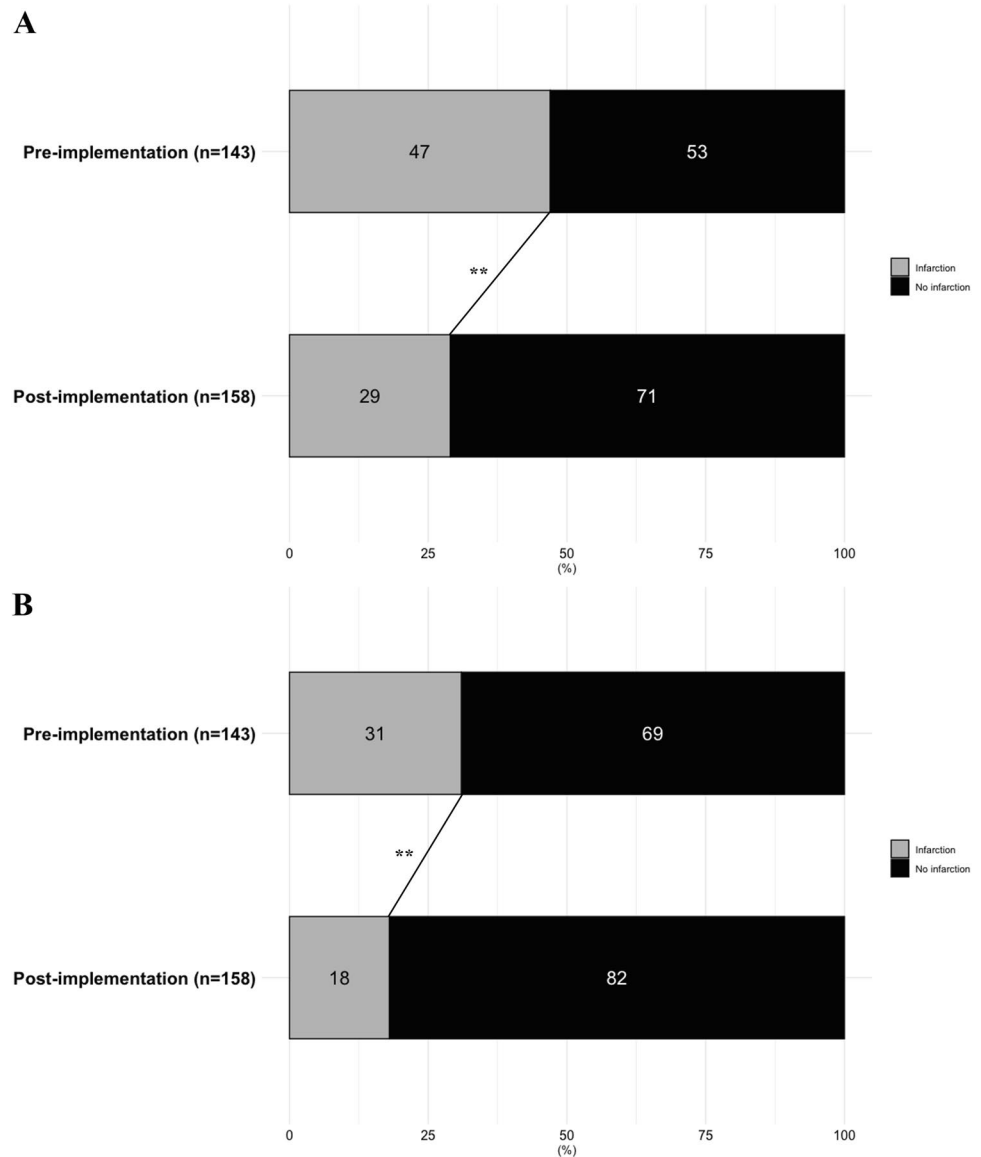 A
Pre-implementation (n=143)
47
53
**
Infarction
No infarction
Post-implementation (n=158)
29
71
0
25
50
75
100
(%)
B
Pre-implementation (n=143)
31
69
**
Infarction
No infarction
Post-implementation (n=158)
18
82
0
25
50
75
100
(%)